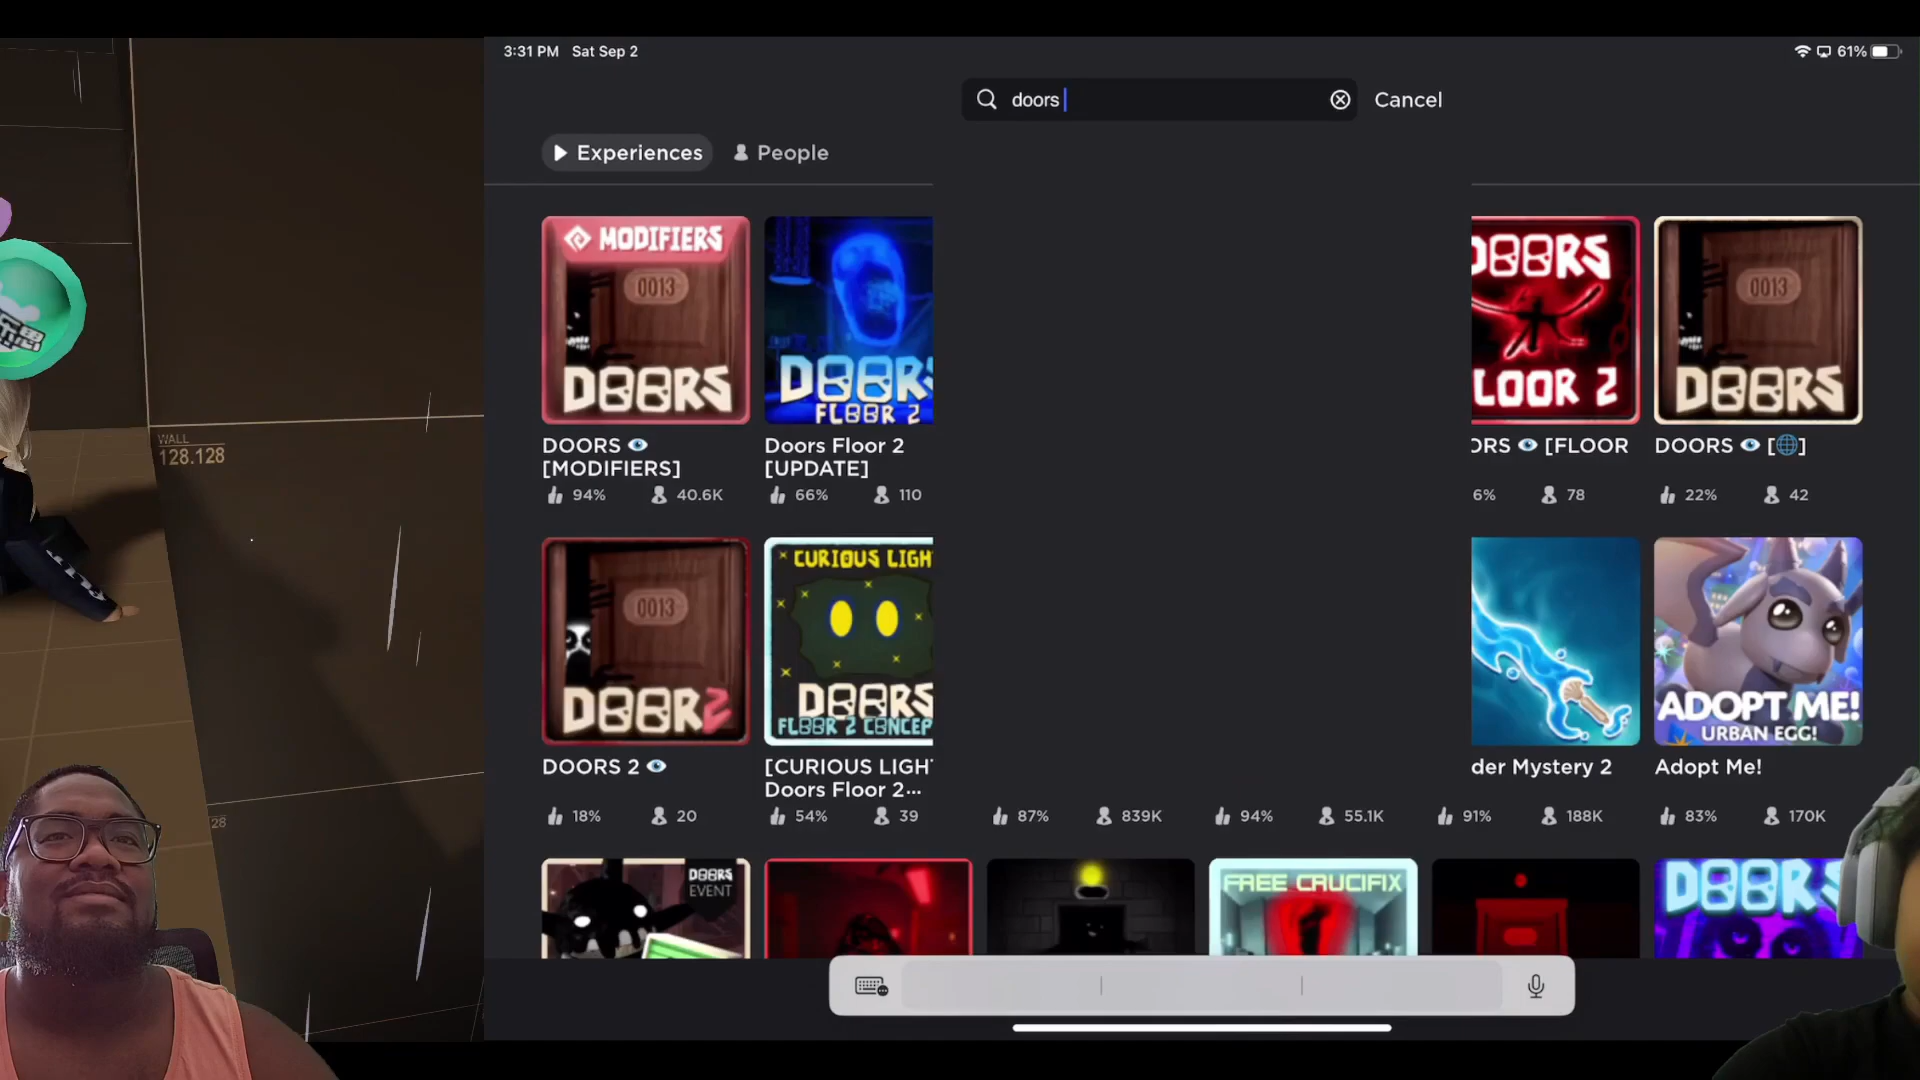 3:31 PM Sat Sep 2
61%
doors
Cancel
Experiences
People
MODIFIERS
0013
DOORS
DOORS
FLOOR 2
DOORS
LOOR 2
0013
DOORS
DOORS 👁
[MODIFIERS]
94% 40.6K
Doors Floor 2
[UPDATE]
66% 110
ORS 👁 [FLOOR
6% 78
DOORS 👁 [🌐]
22% 42
WALL
128.128
0013
DOOR2
CURIOUS LIGH
DOORS
FLOOR 2 CONCEP
ADOPT ME!
URBAN EGG!
DOORS 2 👁
18% 20
[CURIOUS LIGHT
Doors Floor 2...
54% 39
87% 839K
94% 55.1K
der Mystery 2
91% 188K
Adopt Me!
83% 170K
28
DOORS
EVENT
FREE CRUCIFIX
DOORS